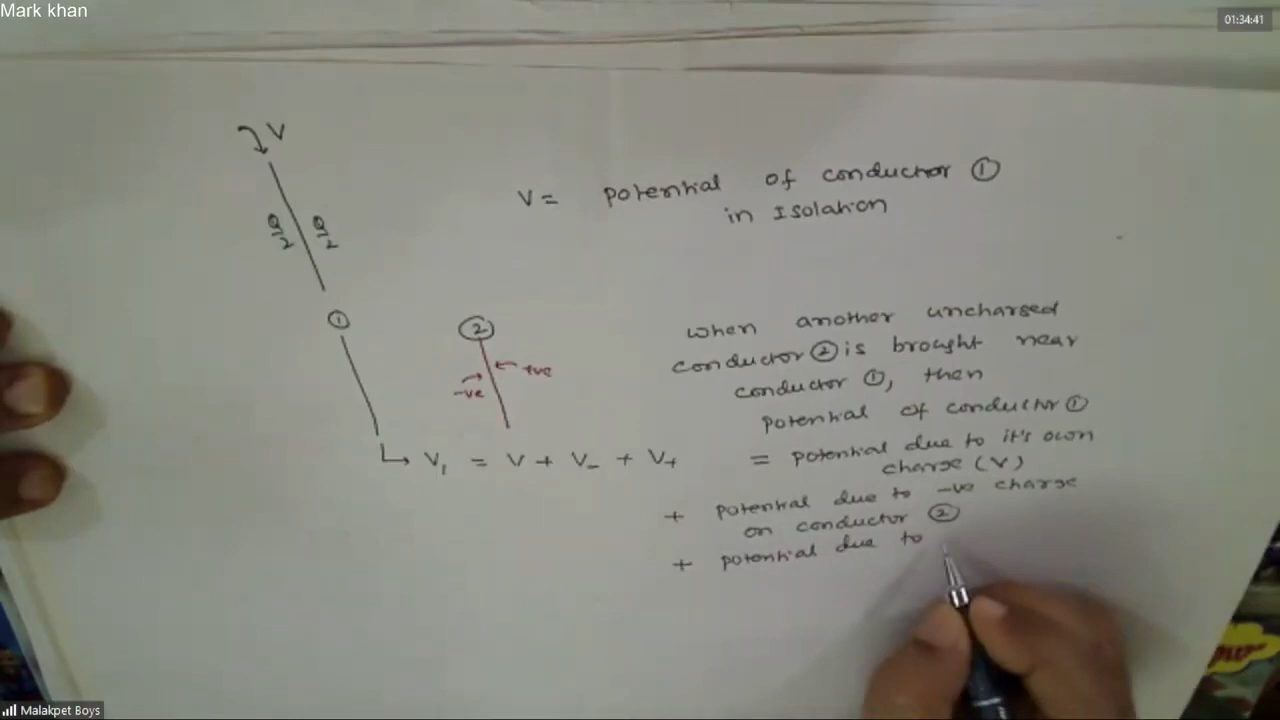 Mark khan
01:34:41
V
V = potential of conductor ①
in Isolation
Q/2 Q/2
①
②
+ve
-ve
When another uncharged
conductor ② is brought near
conductor ①, then
potential of conductor ①
V₁ = V + V₋ + V₊
= potential due to it's own
charge (V)
+ potential due to -ve charge
on conductor ②
+ potential due to
Malakpet Boys